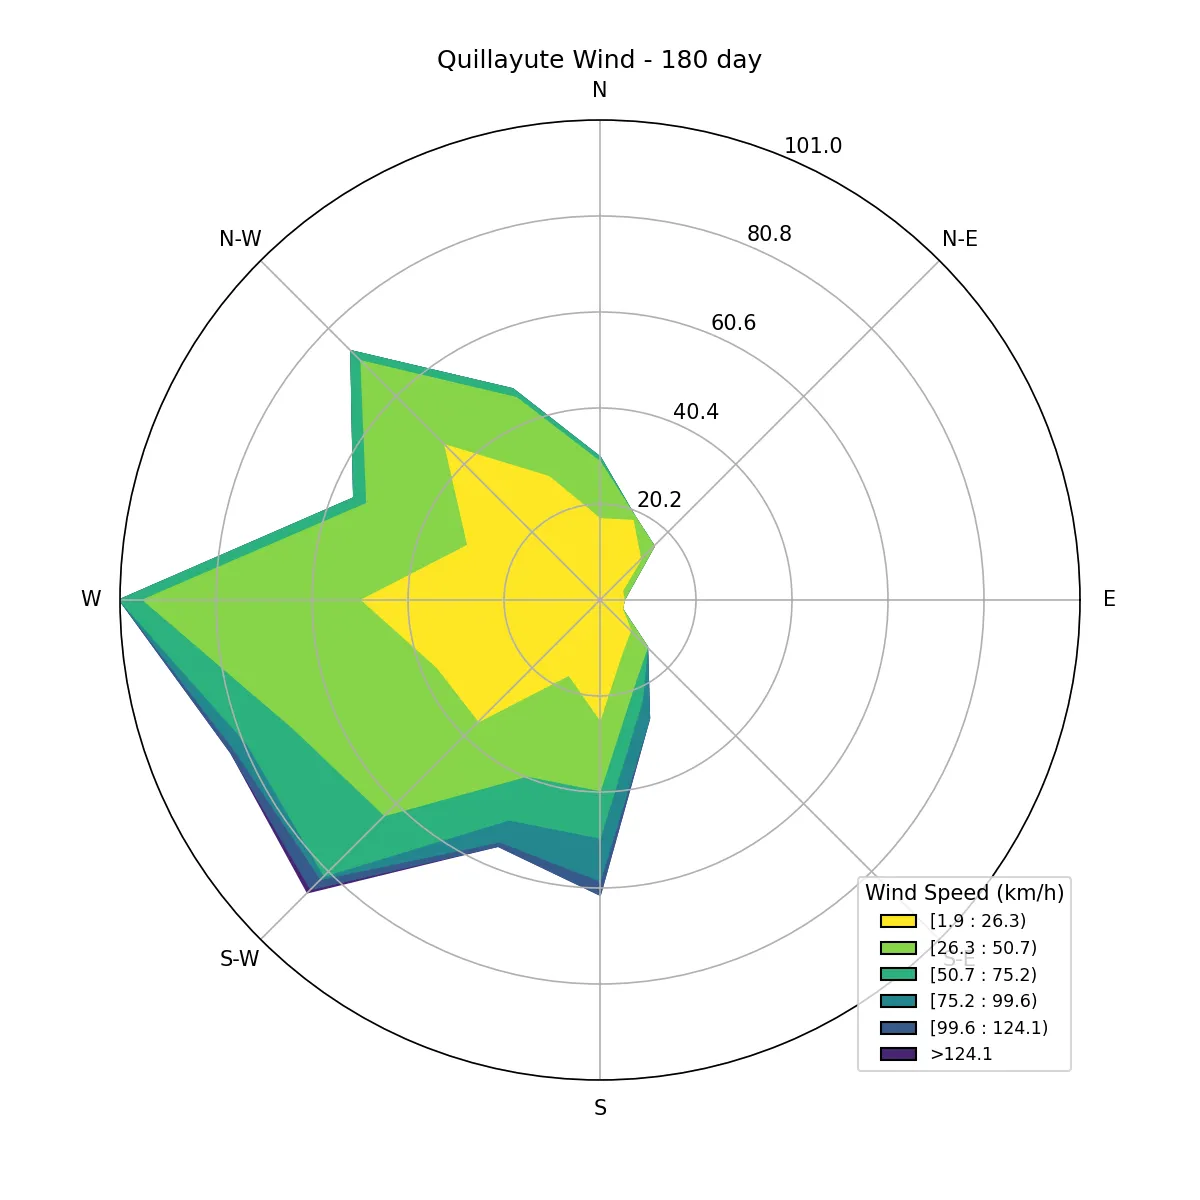 Quillayute Wind - 180 day
N
101.0
80.8
N-W
N-E
60.6
40.4
20.2
W
E
S-W
S-E
S
Wind Speed (km/h)
[1.9 : 26.3)
[26.3 : 50.7)
[50.7 : 75.2)
[75.2 : 99.6)
[99.6 : 124.1)
>124.1